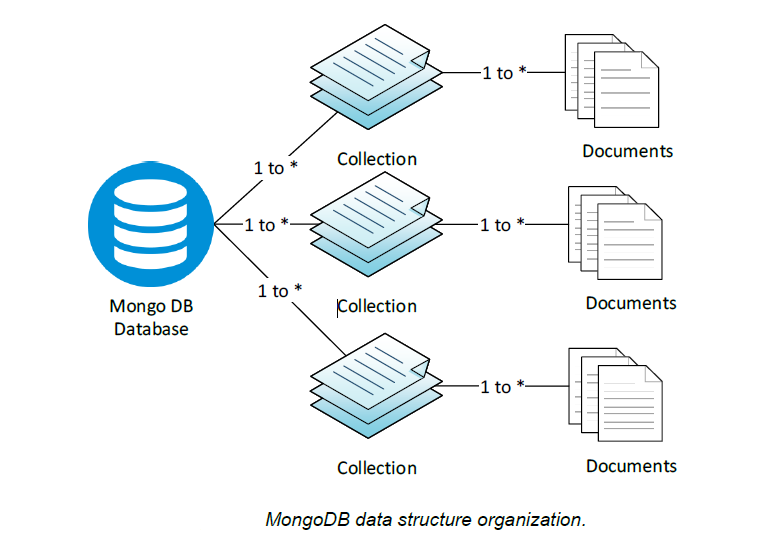 1 to *
Documents
Collection
1 to *
1 to *
1 to *
Mongo DB
Database
Collection
Documents
1 to *
1 to *
Collection
Documents
MongoDB data structure organization.